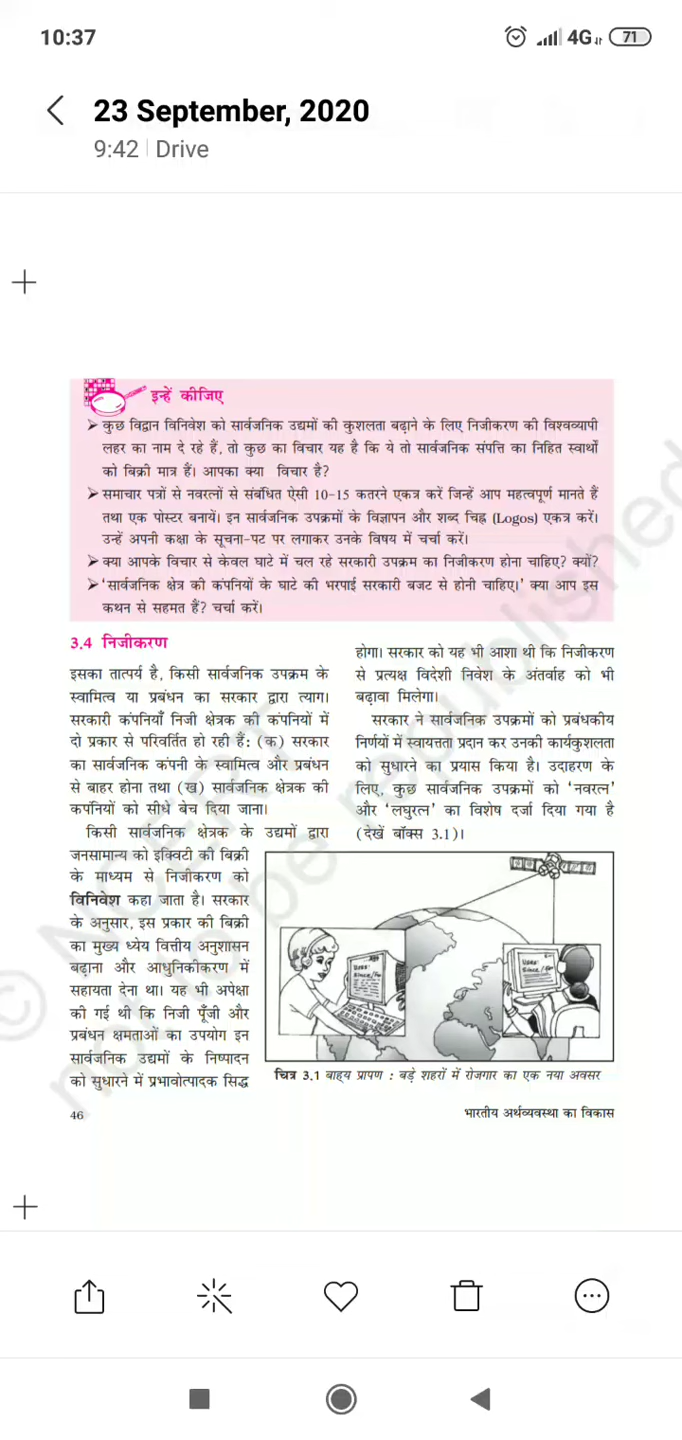 10:37
4G 71
23 September, 2020
9:42 | Drive
इन्हें कीजिए
➤ कुछ विद्वान विनिवेश को सार्वजनिक उद्यमों की कुशलता बढ़ाने के लिए निजीकरण की विश्वव्यापी
लहर का नाम दे रहे हैं, तो कुछ का विचार यह है कि ये तो सार्वजनिक संपत्ति का निहित स्वार्थों
को बिक्री मात्र हैं। आपका क्या विचार है?
➤ समाचार पत्रों से नवरत्नों से संबंधित ऐसी 10-15 कतरने एकत्र करें जिन्हें आप महत्वपूर्ण मानते हैं
तथा एक पोस्टर बनायें। इन सार्वजनिक उपक्रमों के विज्ञापन और शब्द चिह्न (Logos) एकत्र करें।
उन्हें अपनी कक्षा के सूचना-पट पर लगाकर उनके विषय में चर्चा करें।
➤ क्या आपके विचार से केवल घाटे में चल रहे सरकारी उपक्रम का निजीकरण होना चाहिए? क्यों?
➤ 'सार्वजनिक क्षेत्र की कंपनियों के घाटे की भरपाई सरकारी बजट से होनी चाहिए।' क्या आप इस
कथन से सहमत हैं? चर्चा करें।
3.4 निजीकरण
इसका तात्पर्य है, किसी सार्वजनिक उपक्रम के
स्वामित्व या प्रबंधन का सरकार द्वारा त्याग।
सरकारी कंपनियाँ निजी क्षेत्रक की कंपनियों में
दो प्रकार से परिवर्तित हो रही हैं: (क) सरकार
का सार्वजनिक कंपनी के स्वामित्व और प्रबंधन
से बाहर होना तथा (ख) सार्वजनिक क्षेत्रक की
कपंनियों को सीधे बेच दिया जाना।
किसी सार्वजनिक क्षेत्रक के उद्यमों द्वारा
जनसामान्य को इक्विटी की बिक्री
के माध्यम से निजीकरण को
विनिवेश कहा जाता है। सरकार
के अनुसार, इस प्रकार की बिक्री
का मुख्य ध्येय वित्तीय अनुशासन
बढ़ाना और आधुनिकीकरण में
सहायता देना था। यह भी अपेक्षा
की गई थी कि निजी पूँजी और
प्रबंधन क्षमताओं का उपयोग इन
सार्वजनिक उद्यमों के निष्पादन
को सुधारने में प्रभावोत्पादक सिद्ध
होगा। सरकार को यह भी आशा थी कि निजीकरण
से प्रत्यक्ष विदेशी निवेश के अंतर्वाह को भी
बढ़ावा मिलेगा।
सरकार ने सार्वजनिक उपक्रमों को प्रबंधकीय
निर्णयों में स्वायत्तता प्रदान कर उनकी कार्यकुशलता
को सुधारने का प्रयास किया है। उदाहरण के
लिए, कुछ सार्वजनिक उपक्रमों को 'नवरत्न'
और 'लघुरत्न' का विशेष दर्जा दिया गया है
(देखें बॉक्स 3.1)।
चित्र 3.1 बाह्य प्रापण : बड़े शहरों में रोजगार का एक नया अवसर
46
भारतीय अर्थव्यवस्था का विकास
© NCERT
not to be republished